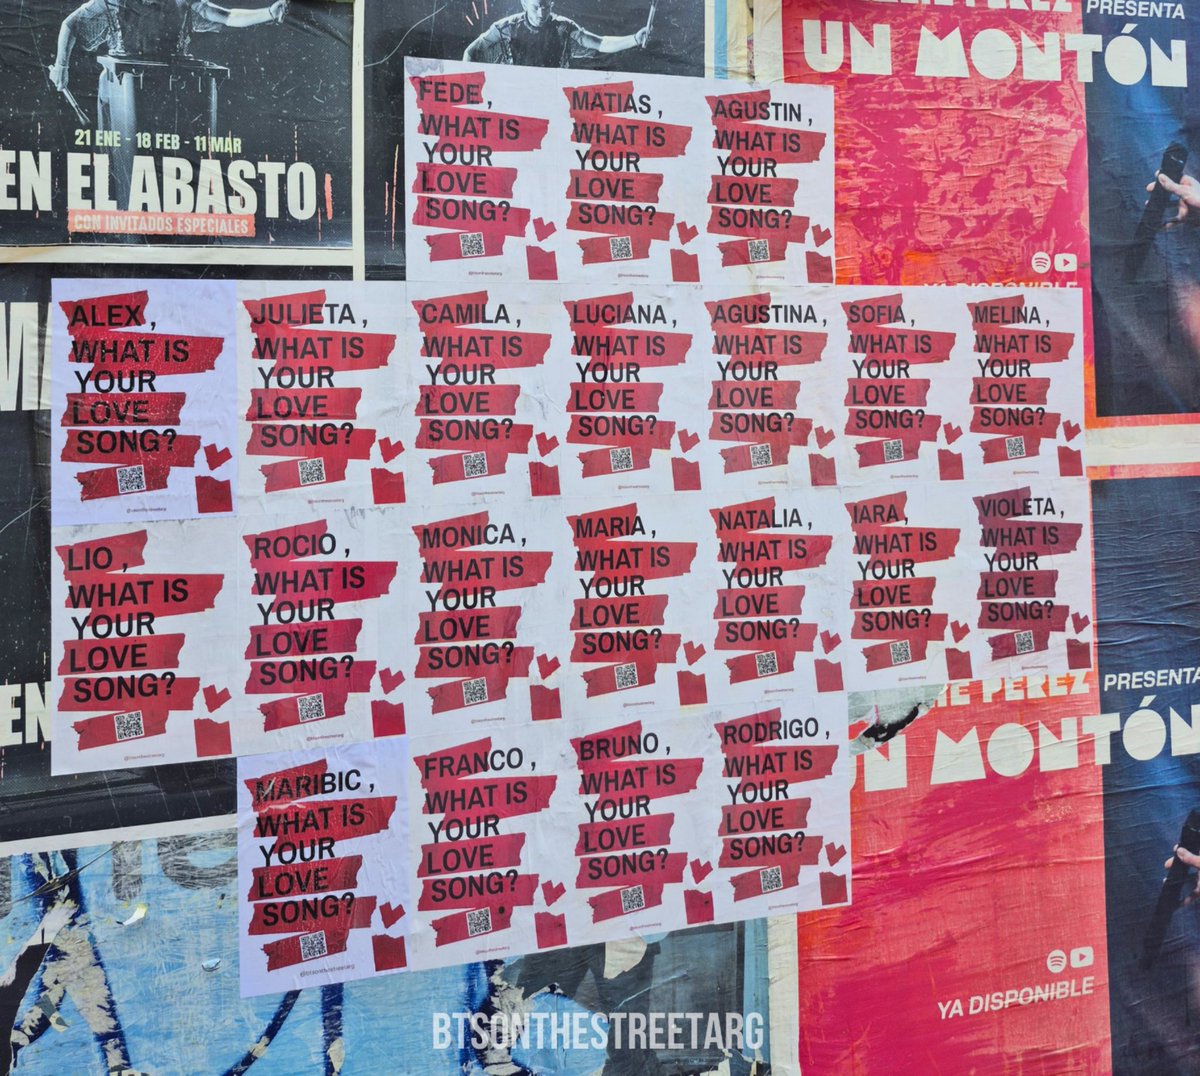 21 ENE - 18 FEB - 11 MAR
EN EL ABASTO
CON INVITADOS ESPECIALES
PEREZ
PRESENTA
UN MONTÓN
YA DISPONIBLE
FEDE,
WHAT IS
YOUR
LOVE
SONG?
MATIAS,
WHAT IS
YOUR
LOVE
SONG?
AGUSTIN,
WHAT IS
YOUR
LOVE
SONG?
ALEX,
WHAT IS
YOUR
LOVE
SONG?
JULIETA,
WHAT IS
YOUR
LOVE
SONG?
CAMILA,
WHAT IS
YOUR
LOVE
SONG?
LUCIANA,
WHAT IS
YOUR
LOVE
SONG?
AGUSTINA,
WHAT IS
YOUR
LOVE
SONG?
SOFIA,
WHAT IS
YOUR
LOVE
SONG?
MELINA,
WHAT IS
YOUR
LOVE
SONG?
LIO,
WHAT IS
YOUR
LOVE
SONG?
ROCIO,
WHAT IS
YOUR
LOVE
SONG?
MONICA,
WHAT IS
YOUR
LOVE
SONG?
MARIA,
WHAT IS
YOUR
LOVE
SONG?
NATALIA,
WHAT IS
YOUR
LOVE
SONG?
IARA,
WHAT IS
YOUR
LOVE
SONG?
VIOLETA,
WHAT IS
YOUR
LOVE
SONG?
MARIBIC,
WHAT IS
YOUR
LOVE
SONG?
@btsonthestreetarg
FRANCO,
WHAT IS
YOUR
LOVE
SONG?
BRUNO,
WHAT IS
YOUR
LOVE
SONG?
RODRIGO,
WHAT IS
YOUR
LOVE
SONG?
EN
PEREZ
PRESENTA
UN MONTÓN
YA DISPONIBLE
BTSONTHESTREETARG